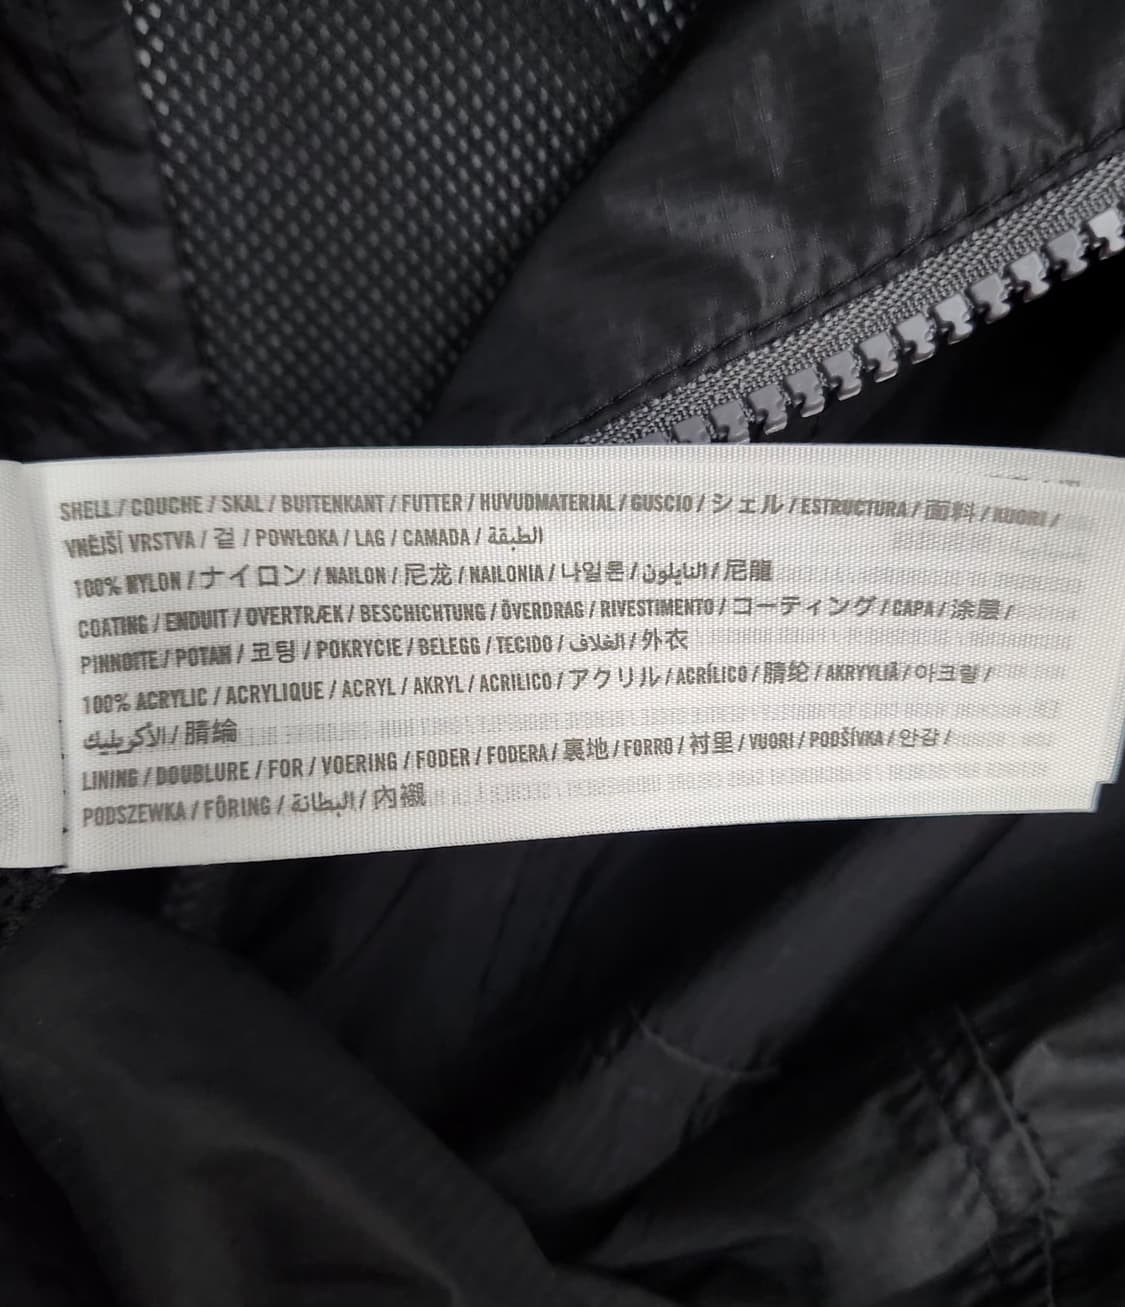 SHELL / COUCHE / SKAL / BUITENKANT / FUTTER / HUVUDMATERIAL / GUSCIO / シェル / ESTRUCTURA / 面料 / KUORI /
VNĚJŠÍ VRSTVA / 겉 / POWŁOKA / LAG / CAMADA / الطبقة
100% NYLON / ナイロン / NAILON / 尼龙 / NAILONIA / 나일론 / النايلون / 尼龍
COATING / ENDUIT / OVERTRÆK / BESCHICHTUNG / ÖVERDRAG / RIVESTIMENTO / コーティング / CAPA / 涂层 /
PINNOITE / POTAH / 코팅 / POKRYCIE / BELEGG / TECIDO / الغلاف / 外衣
100% ACRYLIC / ACRYLIQUE / ACRYL / AKRYL / ACRILICO / アクリル / ACRÍLICO / 腈纶 / AKRYYLIÄ / 아크릴 /
الأكريليك / 腈綸
LINING / DOUBLURE / FOR / VOERING / FODER / FODERA / 裏地 / FORRO / 衬里 / VUORI / PODŠÍVKA / 안감 /
PODSZEWKA / FÔRING / البطانة / 內襯